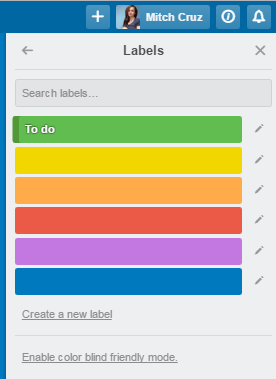 Mitch Cruz
Labels
Search labels…
To do
Create a new label
Enable color blind friendly mode.